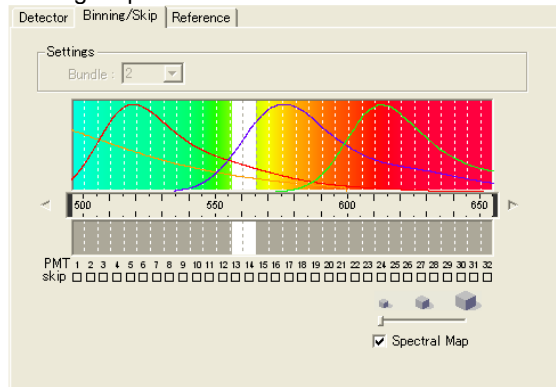 Detector Binning/Skip Reference
Settings
Bundle : 2
500 550 600 650
PMT 1 2 3 4 5 6 7 8 9 10 11 12 13 14 15 16 17 18 19 20 21 22 23 24 25 26 27 28 29 30 31 32
skip
Spectral Map